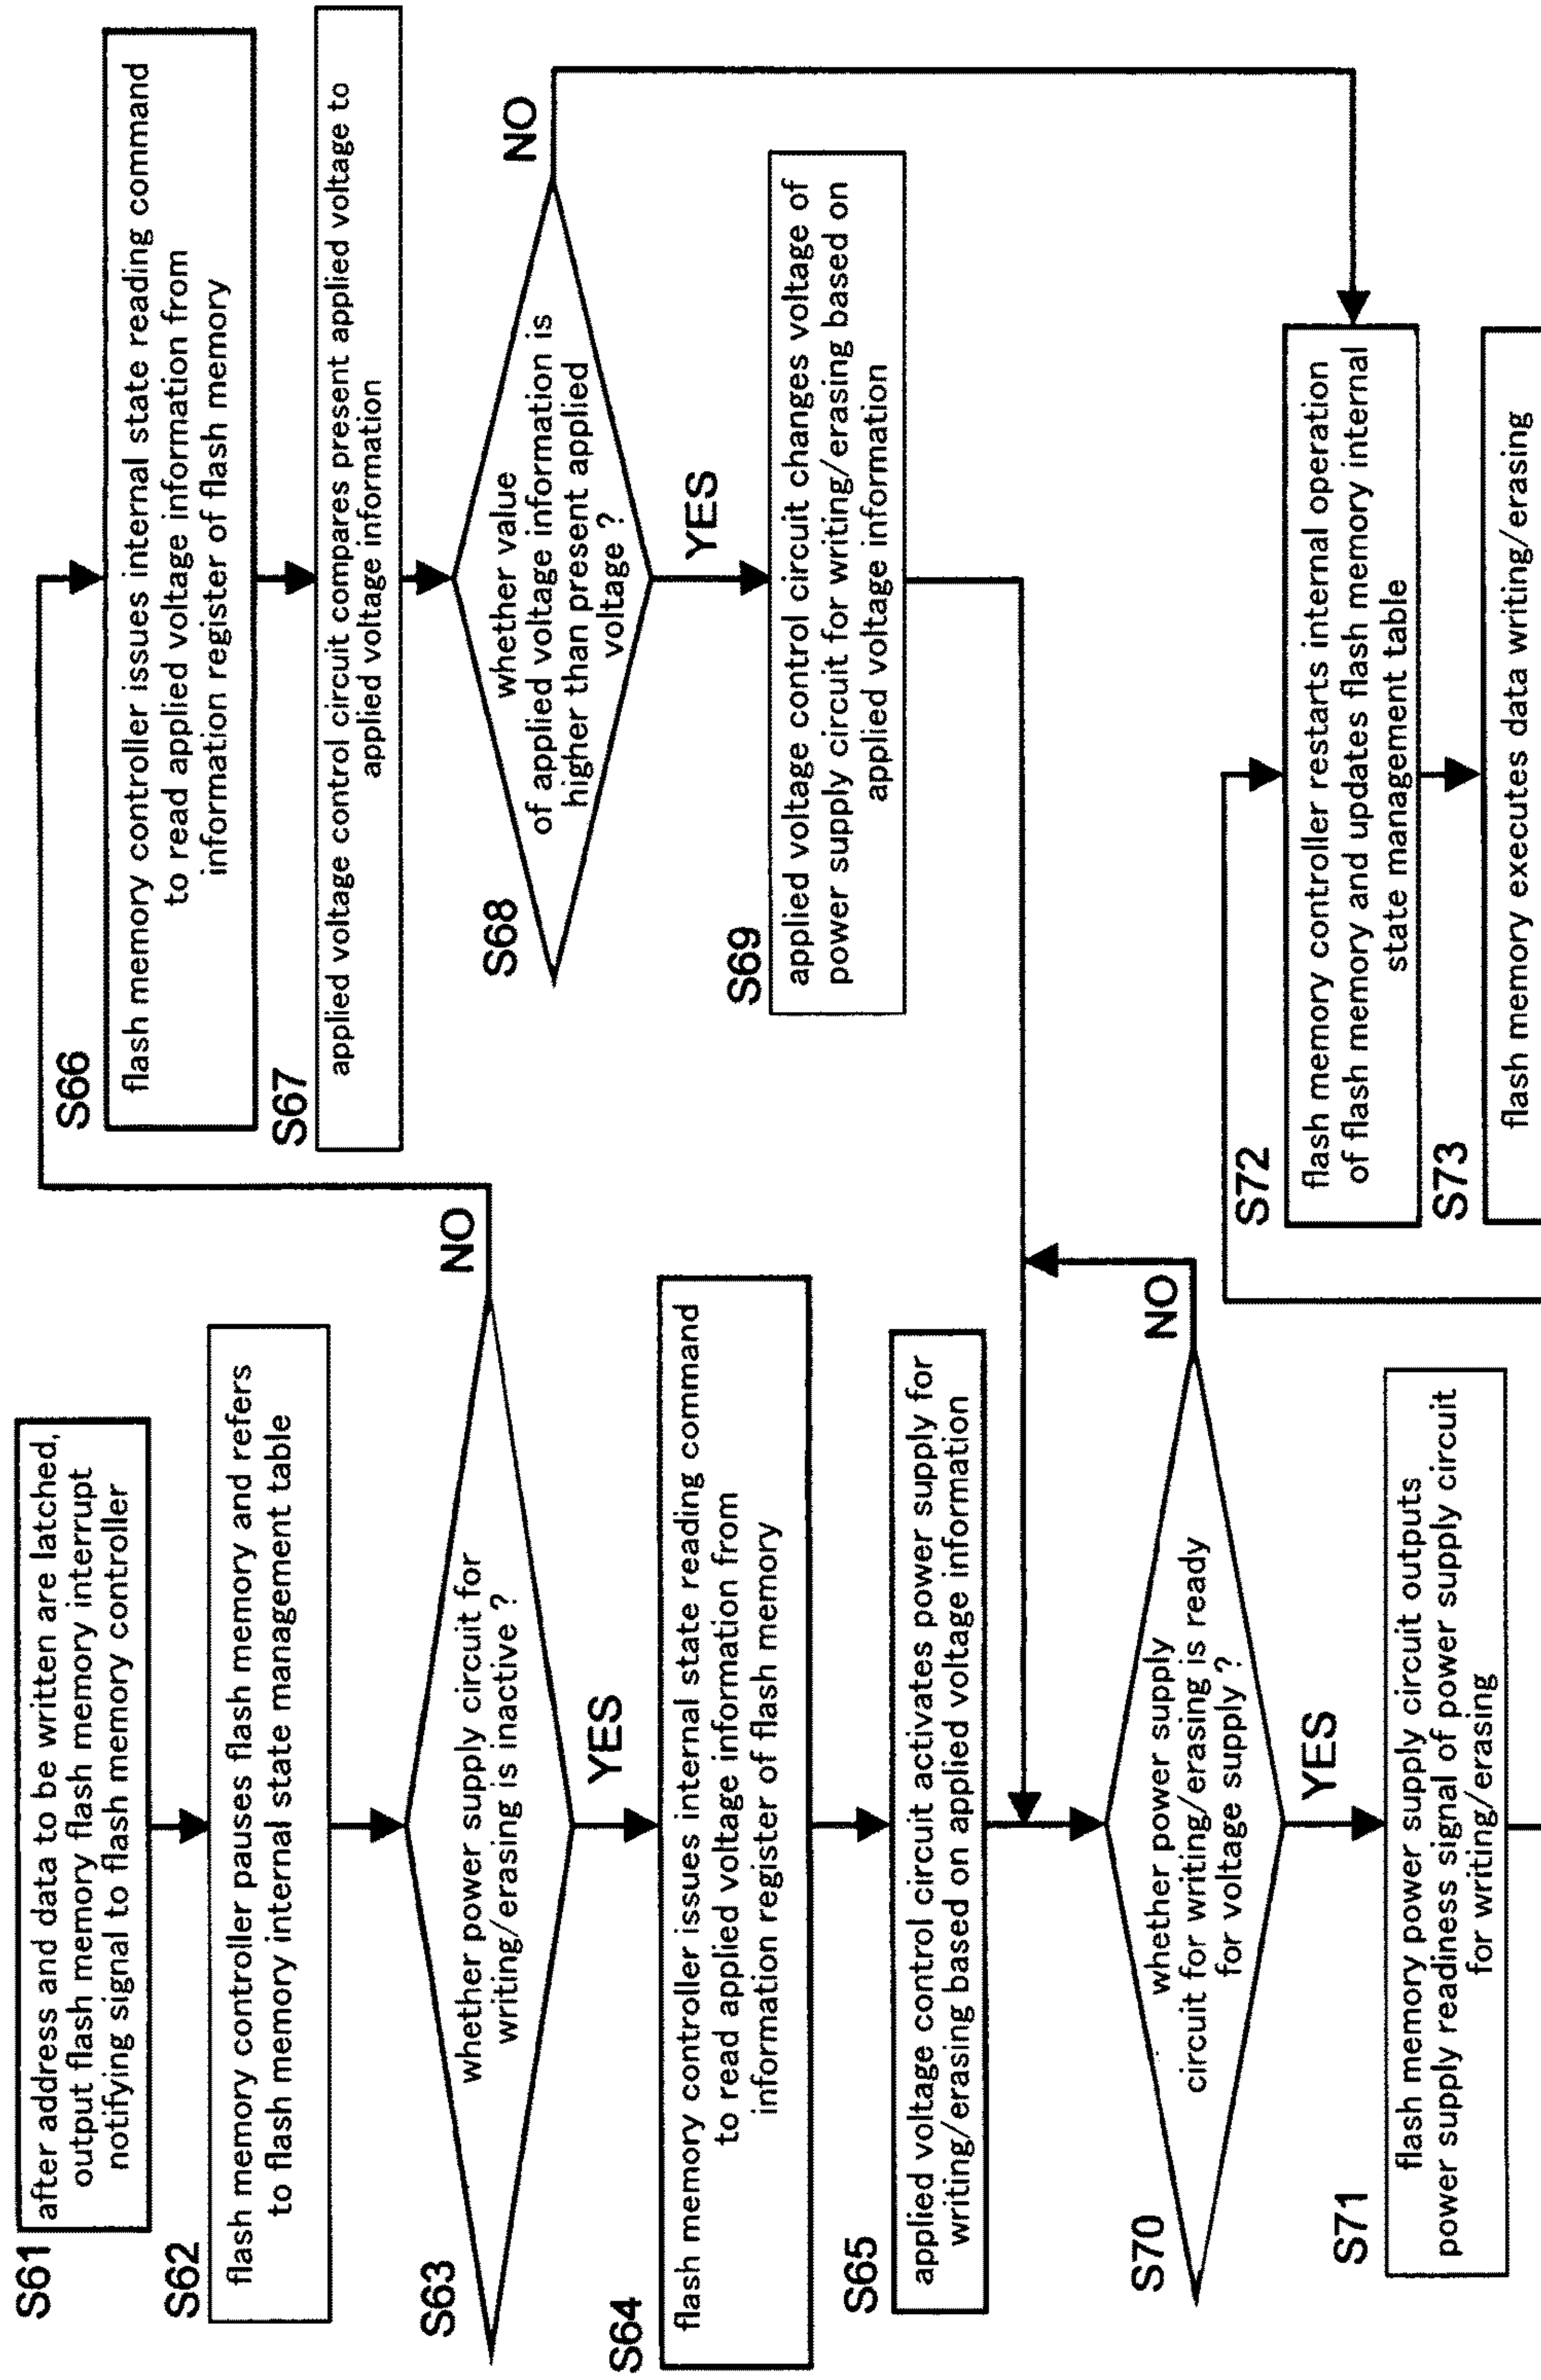 S61
after address and data to be written are latched,
output flash memory flash memory interrupt
notifying signal to flash memory controller
S62
flash memory controller pauses flash memory and refers
to flash memory internal state management table
S63
whether power supply circuit for
writing/erasing is inactive ?
NO
YES
S64
flash memory controller issues internal state reading command
to read applied voltage information from
information register of flash memory
S65
applied voltage control circuit activates power supply for
writing/erasing based on applied voltage information
S70
whether power supply
circuit for writing/erasing is ready
for voltage supply ?
NO
YES
S71
flash memory power supply circuit outputs
power supply readiness signal of power supply circuit
for writing/erasing
S66
flash memory controller issues internal state reading command
to read applied voltage information from
information register of flash memory
S67
applied voltage control circuit compares present applied voltage to
applied voltage information
S68
whether value
of applied voltage information is
higher than present applied
voltage ?
NO
YES
S69
applied voltage control circuit changes voltage of
power supply circuit for writing/erasing based on
applied voltage information
S72
flash memory controller restarts internal operation
of flash memory and updates flash memory internal
state management table
S73
flash memory executes data writing/erasing